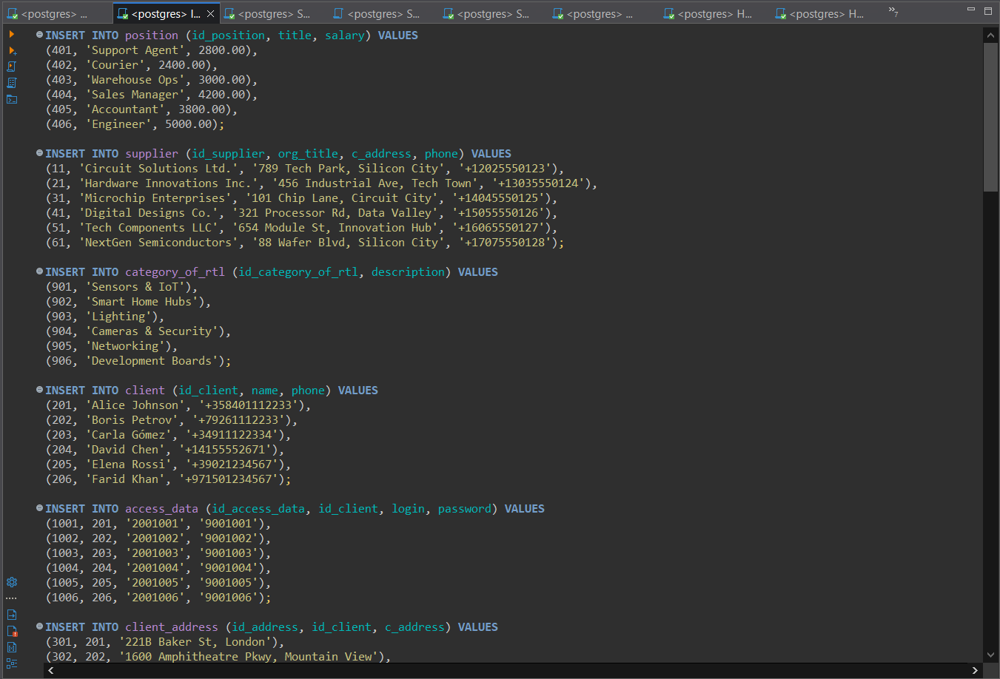 <postgres> ...
<postgres> I...
<postgres> S...
<postgres> S...
<postgres> S...
<postgres> ...
<postgres> H...
<postgres> H...
»7
INSERT INTO position (id_position, title, salary) VALUES
(401, 'Support Agent', 2800.00),
(402, 'Courier', 2400.00),
(403, 'Warehouse Ops', 3000.00),
(404, 'Sales Manager', 4200.00),
(405, 'Accountant', 3800.00),
(406, 'Engineer', 5000.00);
INSERT INTO supplier (id_supplier, org_title, c_address, phone) VALUES
(11, 'Circuit Solutions Ltd.', '789 Tech Park, Silicon City', '+12025550123'),
(21, 'Hardware Innovations Inc.', '456 Industrial Ave, Tech Town', '+13035550124'),
(31, 'Microchip Enterprises', '101 Chip Lane, Circuit City', '+14045550125'),
(41, 'Digital Designs Co.', '321 Processor Rd, Data Valley', '+15055550126'),
(51, 'Tech Components LLC', '654 Module St, Innovation Hub', '+16065550127'),
(61, 'NextGen Semiconductors', '88 Wafer Blvd, Silicon City', '+17075550128');
INSERT INTO category_of_rtl (id_category_of_rtl, description) VALUES
(901, 'Sensors & IoT'),
(902, 'Smart Home Hubs'),
(903, 'Lighting'),
(904, 'Cameras & Security'),
(905, 'Networking'),
(906, 'Development Boards');
INSERT INTO client (id_client, name, phone) VALUES
(201, 'Alice Johnson', '+358401112233'),
(202, 'Boris Petrov', '+79261112233'),
(203, 'Carla Gómez', '+34911122334'),
(204, 'David Chen', '+14155552671'),
(205, 'Elena Rossi', '+39021234567'),
(206, 'Farid Khan', '+971501234567');
INSERT INTO access_data (id_access_data, id_client, login, password) VALUES
(1001, 201, '2001001', '9001001'),
(1002, 202, '2001002', '9001002'),
(1003, 203, '2001003', '9001003'),
(1004, 204, '2001004', '9001004'),
(1005, 205, '2001005', '9001005'),
(1006, 206, '2001006', '9001006');
INSERT INTO client_address (id_address, id_client, c_address) VALUES
(301, 201, '221B Baker St, London'),
(302, 202, '1600 Amphitheatre Pkwy, Mountain View'),